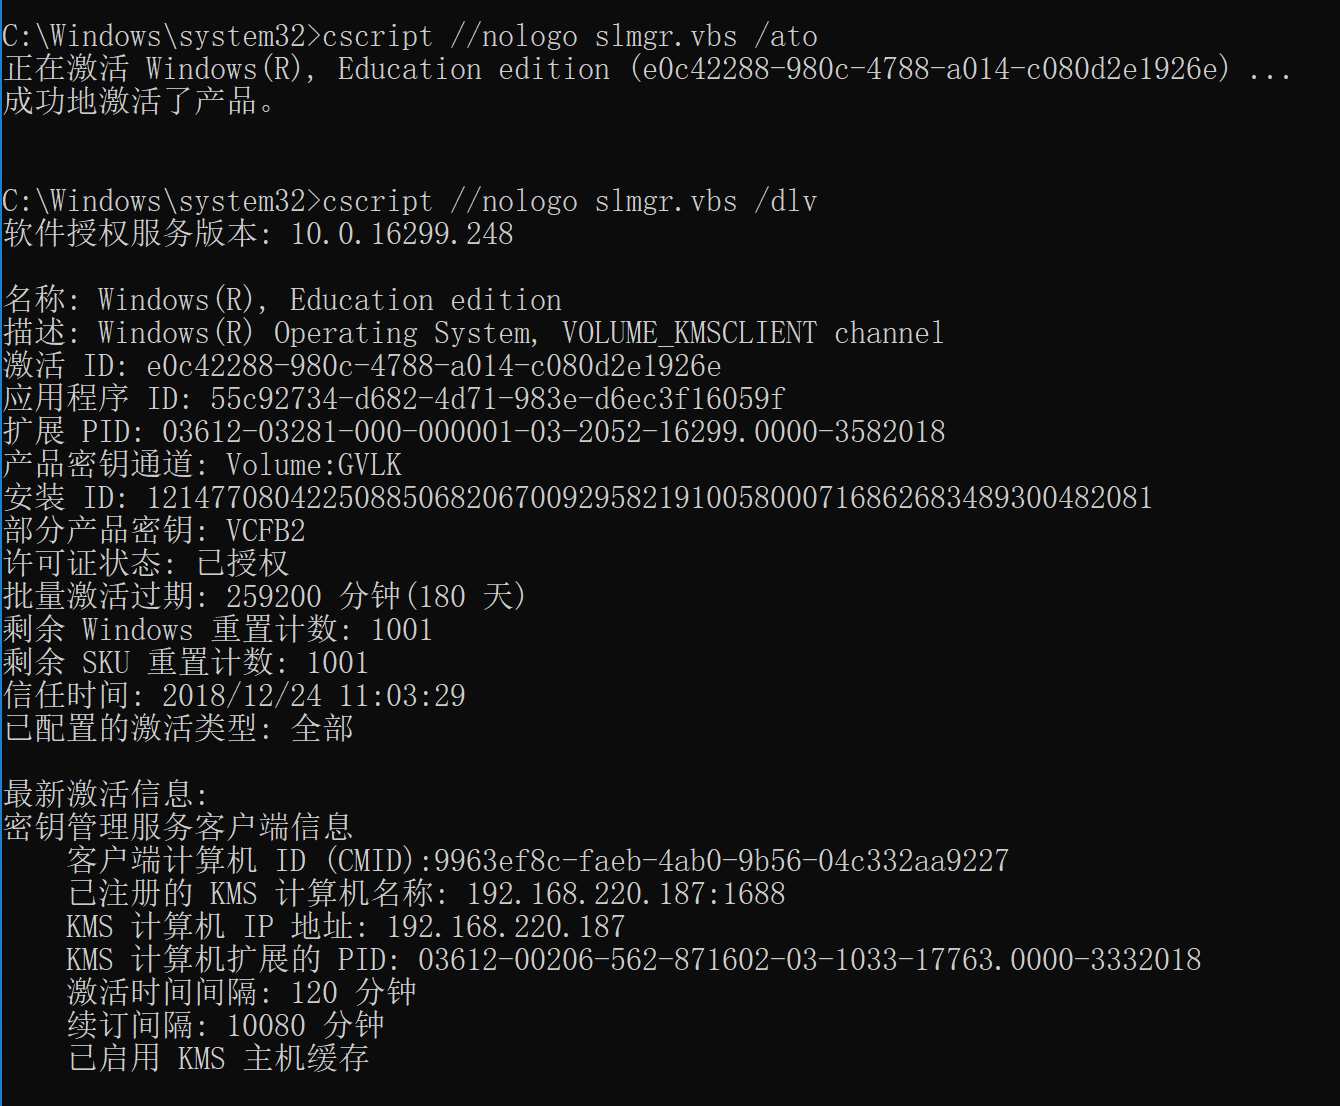 C:\Windows\system32>cscript //nologo slmgr.vbs /ato
正在激活 Windows(R), Education edition (e0c42288-980c-4788-a014-c080d2e1926e) ...
成功地激活了产品。
C:\Windows\system32>cscript //nologo slmgr.vbs /dlv
软件授权服务版本: 10.0.16299.248
名称: Windows(R), Education edition
描述: Windows(R) Operating System, VOLUME_KMSCLIENT channel
激活 ID: e0c42288-980c-4788-a014-c080d2e1926e
应用程序 ID: 55c92734-d682-4d71-983e-d6ec3f16059f
扩展 PID: 03612-03281-000-000001-03-2052-16299.0000-3582018
产品密钥通道: Volume:GVLK
安装 ID: 121477080422508850682067009295821910058000716862683489300482081
部分产品密钥: VCFB2
许可证状态: 已授权
批量激活过期: 259200 分钟(180 天)
剩余 Windows 重置计数: 1001
剩余 SKU 重置计数: 1001
信任时间: 2018/12/24 11:03:29
已配置的激活类型: 全部
最新激活信息:
密钥管理服务客户端信息
    客户端计算机 ID (CMID):9963ef8c-faeb-4ab0-9b56-04c332aa9227
    已注册的 KMS 计算机名称: 192.168.220.187:1688
    KMS 计算机 IP 地址: 192.168.220.187
    KMS 计算机扩展的 PID: 03612-00206-562-871602-03-1033-17763.0000-3332018
    激活时间间隔: 120 分钟
    续订间隔: 10080 分钟
    已启用 KMS 主机缓存